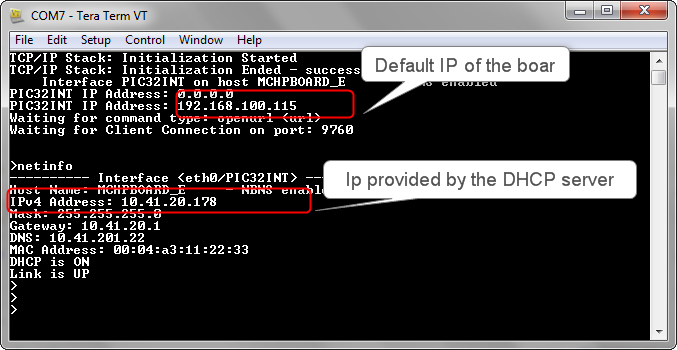 COM7 - Tera Term VT
File Edit Setup Control Window Help
TCP/IP Stack: Initialization Started
TCP/IP Stack: Initialization Ended - success
Interface PIC32INT on host MCHPBOARD_E NBNS enabled
Default IP of the boar
PIC32INT IP Address: 0.0.0.0
PIC32INT IP Address: 192.168.100.115
Waiting for command type: openurl <url>
Waiting for Client Connection on port: 9760
>netinfo
---------- Interface <eth0/PIC32INT> ---
Ip provided by the DHCP server
Host Name: MCHPBOARD_E - NBNS enable
IPv4 Address: 10.41.20.178
Mask: 255.255.255.0
Gateway: 10.41.20.1
DNS: 10.41.201.22
MAC Address: 00:04:a3:11:22:33
DHCP is ON
Link is UP
>
>
>